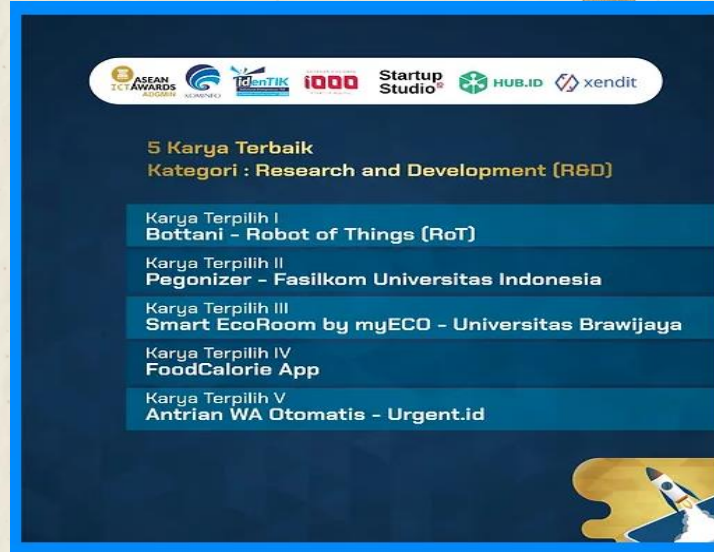 ASEAN
ICT AWARDS
ADGMIN
KOMINFO
idenTIK
1000
Startup
Studio
HUB.ID
xendit
5 Karya Terbaik
Kategori : Research and Development (R&D)
Karya Terpilih I
Bottani - Robot of Things (RoT)
Karya Terpilih II
Pegonizer - Fasilkom Universitas Indonesia
Karya Terpilih III
Smart EcoRoom by myECO - Universitas Brawijaya
Karya Terpilih IV
FoodCalorie App
Karya Terpilih V
Antrian WA Otomatis - Urgent.id